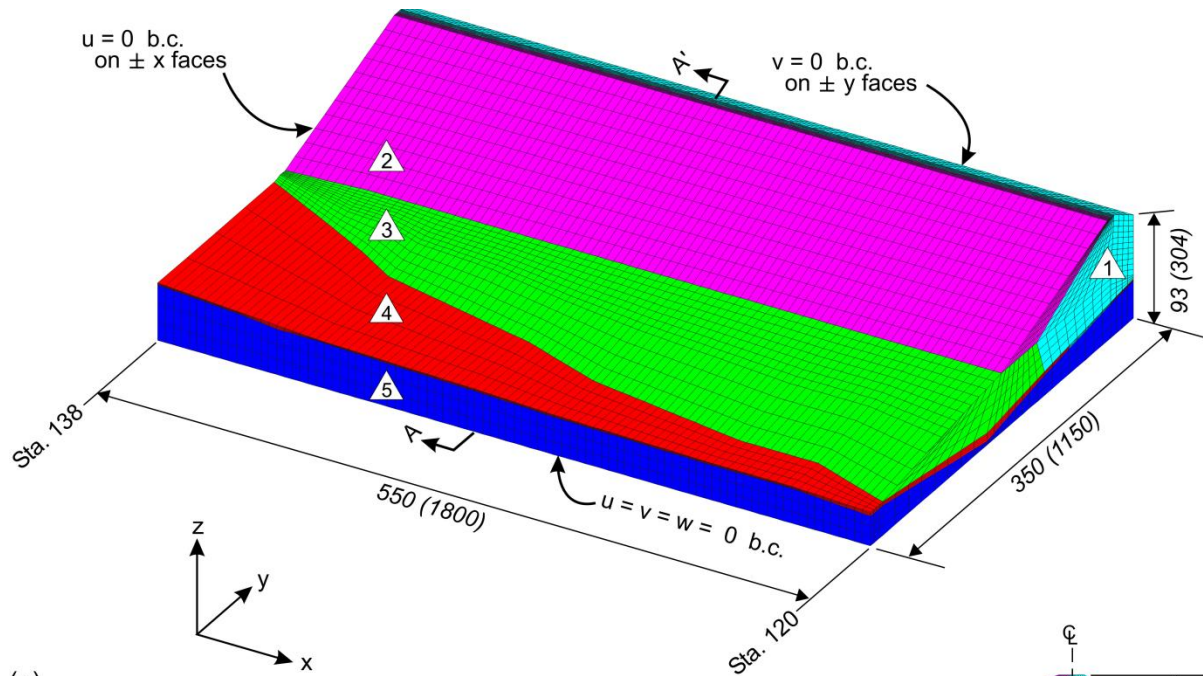 u = 0 b.c.
on ± x faces
A'
v = 0 b.c.
on ± y faces
2
1
93 (304)
3
4
5
Sta. 138
A
350 (1150)
550 (1800)
u = v = w = 0 b.c.
z
y
x
Sta. 120
℄